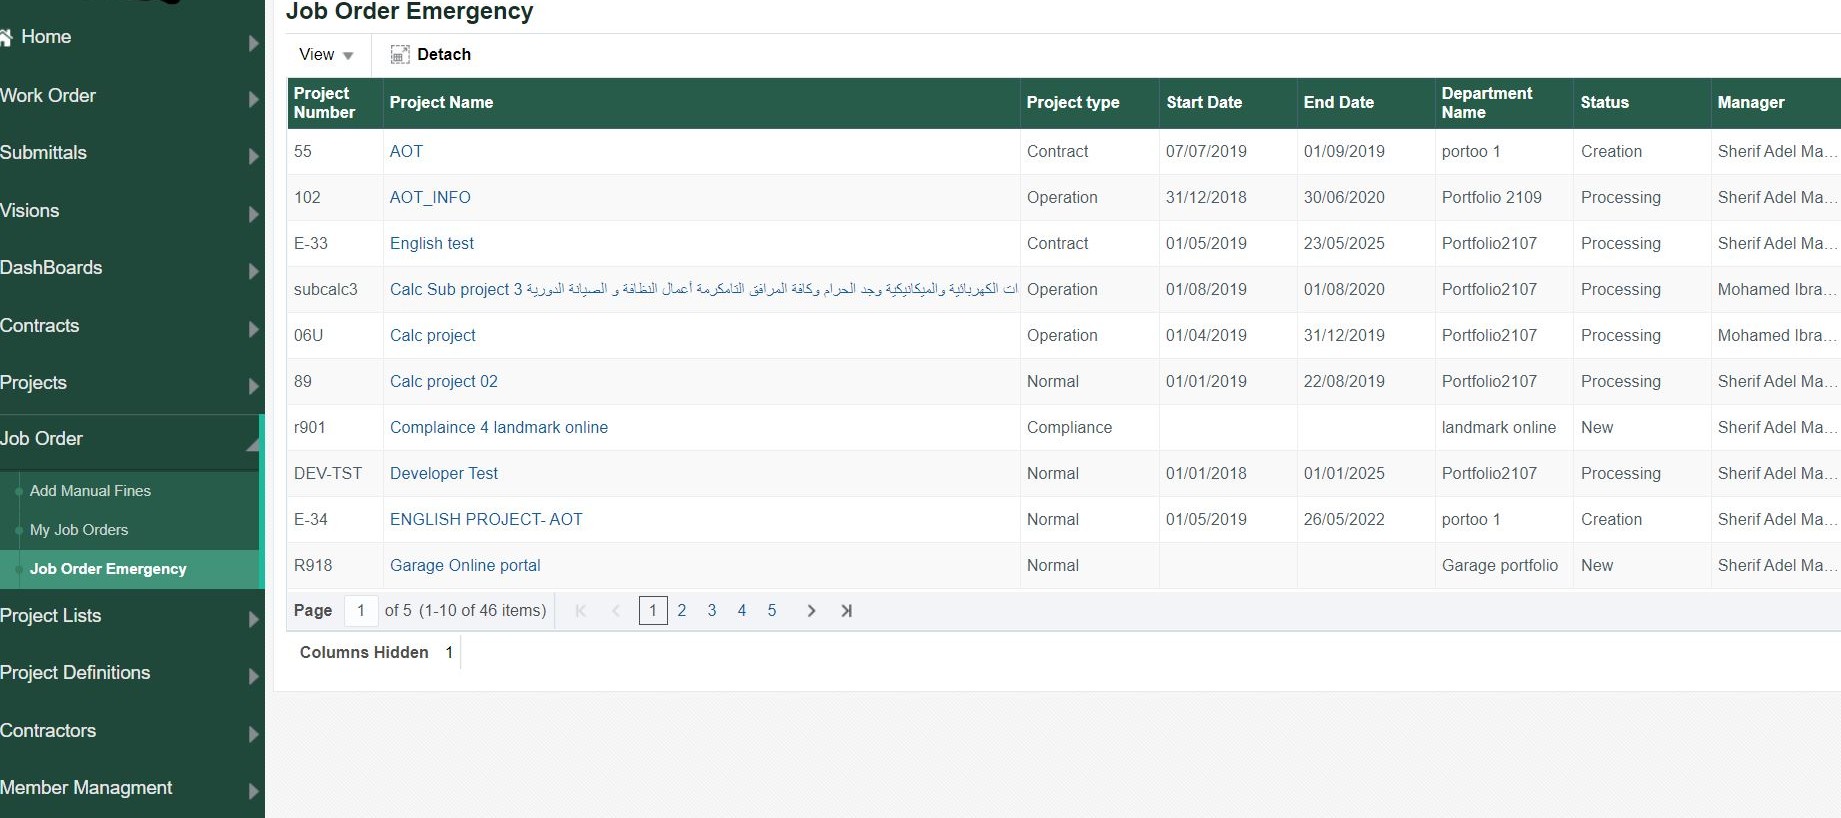 Home
Work Order
Submittals
Visions
DashBoards
Contracts
Projects
Job Order
Add Manual Fines
My Job Orders
Job Order Emergency
Project Lists
Project Definitions
Contractors
Member Managment
Job Order Emergency
View Detach
Project Number Project Name Project type Start Date End Date Department Name Status Manager
55 AOT Contract 07/07/2019 01/09/2019 portoo 1 Creation Sherif Adel Ma...
102 AOT_INFO Operation 31/12/2018 30/06/2020 Portfolio 2109 Processing Sherif Adel Ma...
E-33 English test Contract 01/05/2019 23/05/2025 Portfolio2107 Processing Sherif Adel Ma...
subcalc3 Calc Sub project 3 ات الكهربائية والميكانيكية وجد الحرام وكافة المرافق التامكرمة أعمال النظافة و الصيانة الدورية Operation 01/08/2019 01/08/2020 Portfolio2107 Processing Mohamed Ibra...
06U Calc project Operation 01/04/2019 31/12/2019 Portfolio2107 Processing Mohamed Ibra...
89 Calc project 02 Normal 01/01/2019 22/08/2019 Portfolio2107 Processing Sherif Adel Ma...
r901 Complaince 4 landmark online Compliance landmark online New Sherif Adel Ma...
DEV-TST Developer Test Normal 01/01/2018 01/01/2025 Portfolio2107 Processing Sherif Adel Ma...
E-34 ENGLISH PROJECT- AOT Normal 01/05/2019 26/05/2022 portoo 1 Creation Sherif Adel Ma...
R918 Garage Online portal Normal Garage portfolio New Sherif Adel Ma...
Page 1 of 5 (1-10 of 46 items) 1 2 3 4 5
Columns Hidden 1